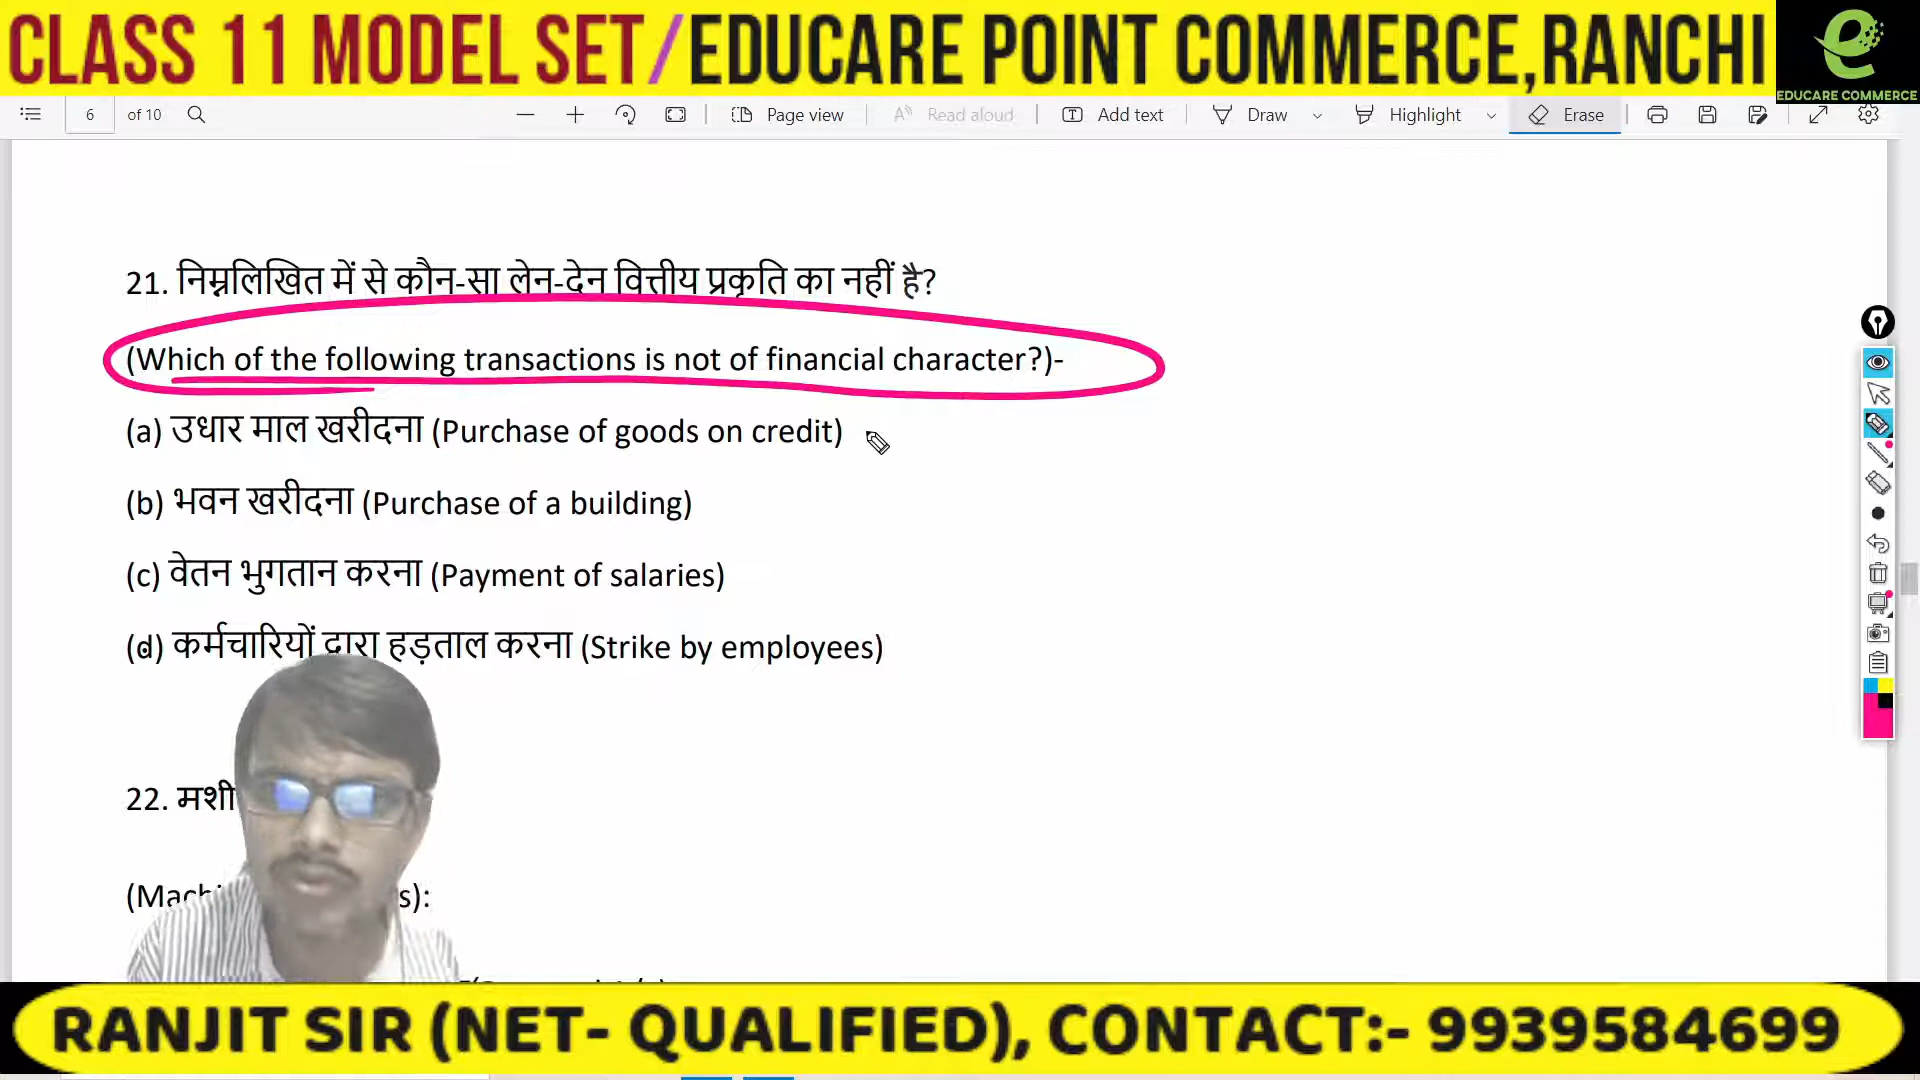 CLASS 11 MODEL SET/EDUCARE POINT COMMERCE,RANCHI
EDUCARE COMMERCE
6 of 10 Page view Read aloud Add text Draw Highlight Erase
21. निम्नलिखित में से कौन-सा लेन-देन वित्तीय प्रकृति का नहीं है?
(Which of the following transactions is not of financial character?)-
(a) उधार माल खरीदना (Purchase of goods on credit)
(b) भवन खरीदना (Purchase of a building)
(c) वेतन भुगतान करना (Payment of salaries)
(d) कर्मचारियों द्वारा हड़ताल करना (Strike by employees)
22.
RANJIT SIR (NET- QUALIFIED), CONTACT:- 9939584699